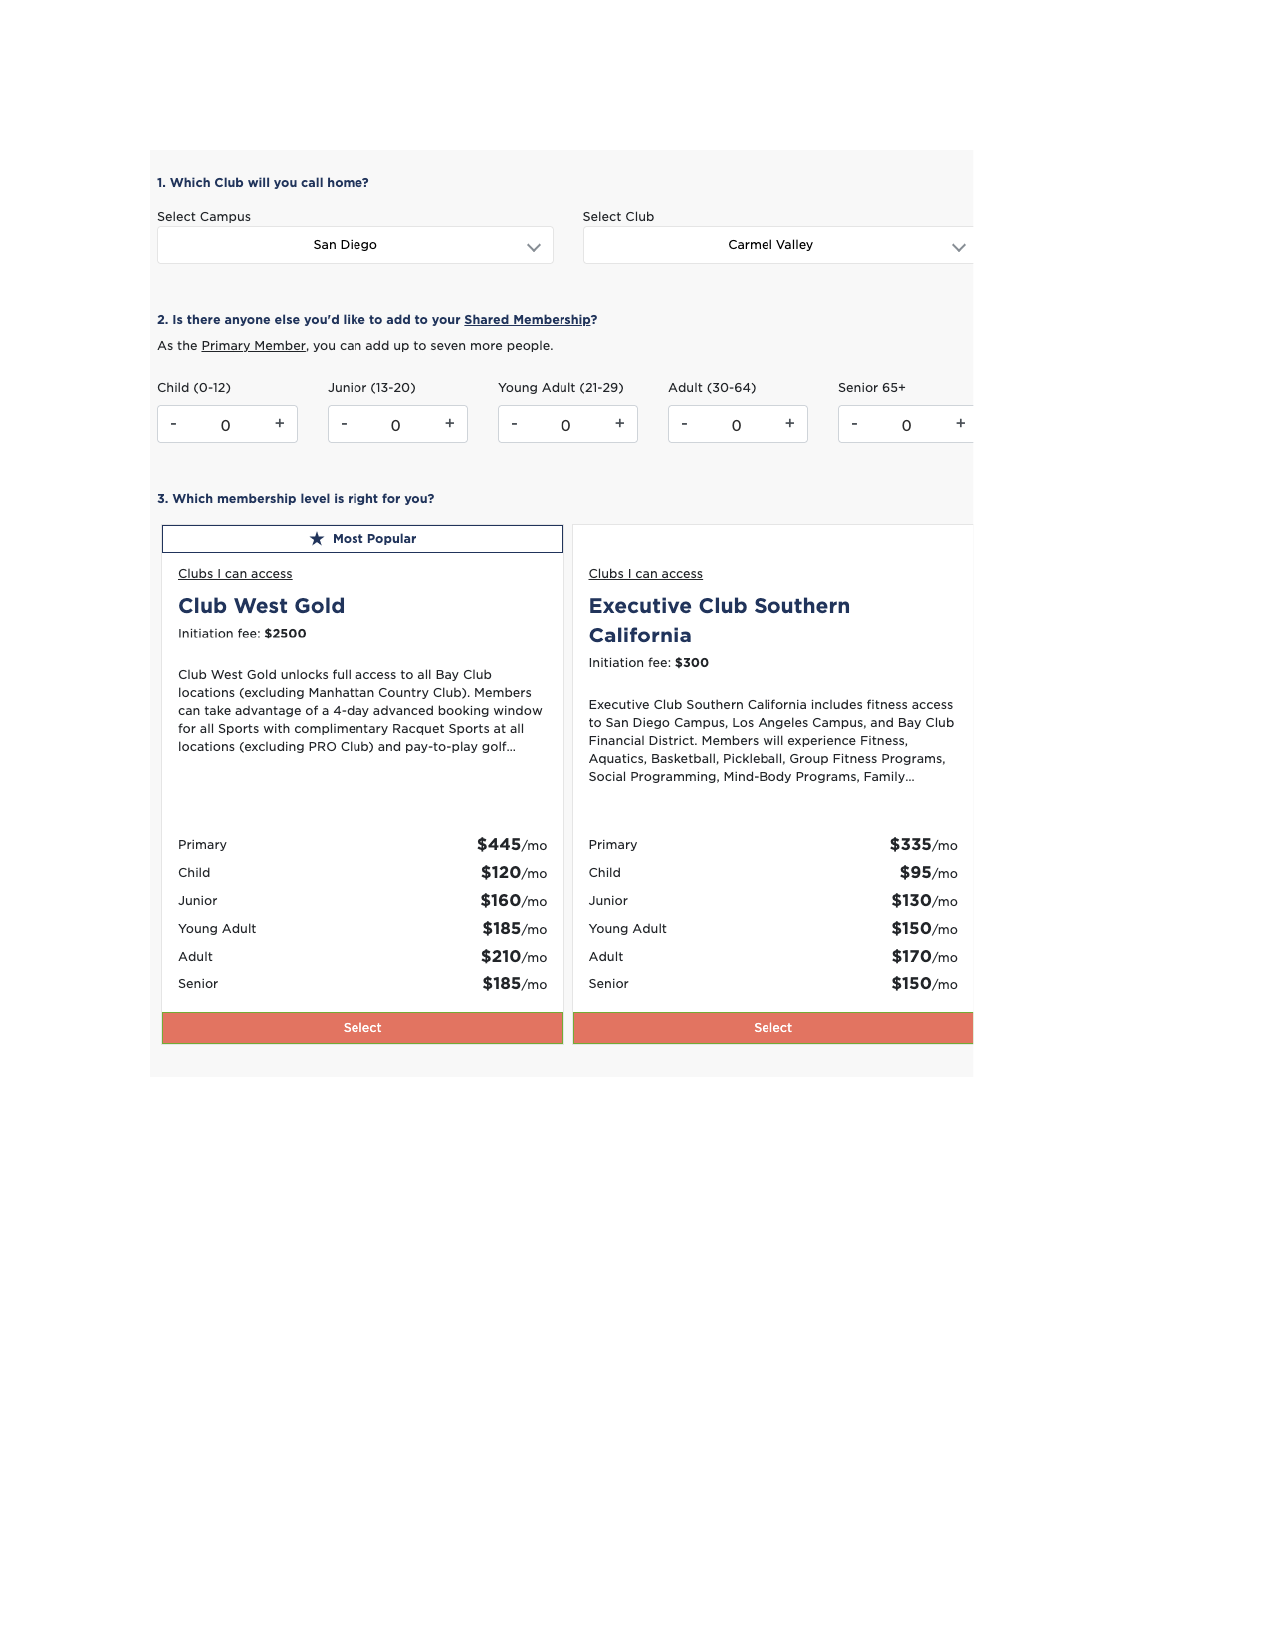 1. Which Club will you call home?
Select Campus
San Diego
Select Club
Carmel Valley
2. Is there anyone else you'd like to add to your Shared Membership?
As the Primary Member, you can add up to seven more people.
Child (0-12)
- 0 +
Junior (13-20)
- 0 +
Young Adult (21-29)
- 0 +
Adult (30-64)
- 0 +
Senior 65+
- 0 +
3. Which membership level is right for you?
★ Most Popular
Clubs I can access
Club West Gold
Initiation fee: $2500
Club West Gold unlocks full access to all Bay Club
locations (excluding Manhattan Country Club). Members
can take advantage of a 4-day advanced booking window
for all Sports with complimentary Racquet Sports at all
locations (excluding PRO Club) and pay-to-play golf...
Primary $445/mo
Child $120/mo
Junior $160/mo
Young Adult $185/mo
Adult $210/mo
Senior $185/mo
Select
Clubs I can access
Executive Club Southern
California
Initiation fee: $300
Executive Club Southern California includes fitness access
to San Diego Campus, Los Angeles Campus, and Bay Club
Financial District. Members will experience Fitness,
Aquatics, Basketball, Pickleball, Group Fitness Programs,
Social Programming, Mind-Body Programs, Family...
Primary $335/mo
Child $95/mo
Junior $130/mo
Young Adult $150/mo
Adult $170/mo
Senior $150/mo
Select